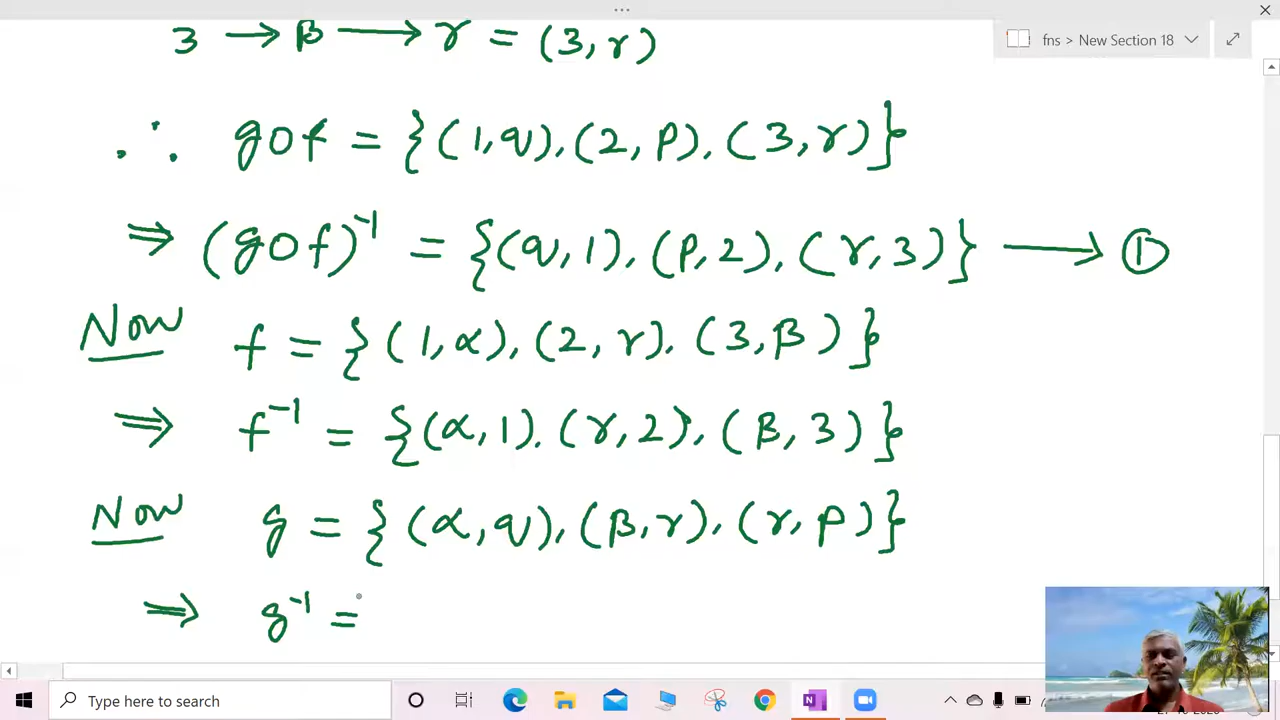 ...
fns > New Section 18
3 → β → r = (3, r)
∴ gof = {(1, q), (2, p), (3, r)}
⇒ (gof)⁻¹ = {(q, 1), (p, 2), (r, 3)} → ①
Now f = {(1, α), (2, r). (3, β)}
⇒ f⁻¹ = {(α, 1). (r, 2), (β, 3)}
Now g = {(α, q), (β, r), (r, p)}
⇒ g⁻¹ =
Type here to search